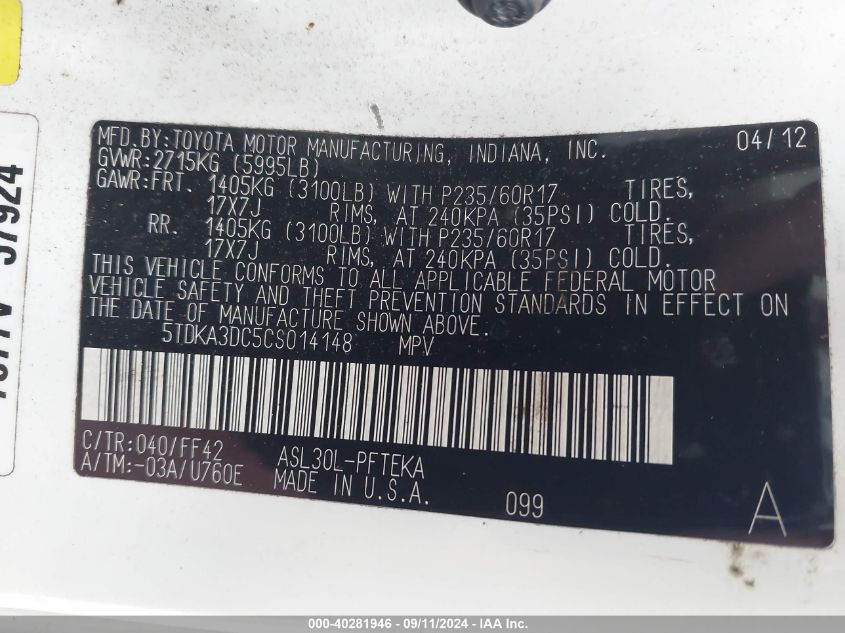 MFD.BY:TOYOTA MOTOR MANUFACTURING, INDIANA, INC. 04/12
GVWR:2715KG (5995LB)
GAWR:FRT. 1405KG (3100LB) WITH P235/60R17 TIRES,
17X7J RIMS, AT 240KPA (35PSI) COLD.
RR. 1405KG (3100LB) WITH P235/60R17 TIRES,
17X7J RIMS, AT 240KPA (35PSI) COLD.
THIS VEHICLE CONFORMS TO ALL APPLICABLE FEDERAL MOTOR
VEHICLE SAFETY AND THEFT PREVENTION STANDARDS IN EFFECT ON
THE DATE OF MANUFACTURE SHOWN ABOVE.
5TDKA3DC5CS014148 MPV
C/TR:040/FF42 ASL30L-PFTEKA
A/TM:-03A/U760E MADE IN U.S.A. 099 A
000-40281946 - 09/11/2024 - IEAI US